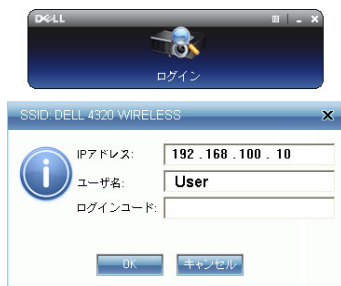 DELL
ログイン
SSID: DELL 4320 WIRELESS
IPアドレス: 192 . 168 . 100 . 10
ユーザ名: User
ログインコード:
OK キャンセル